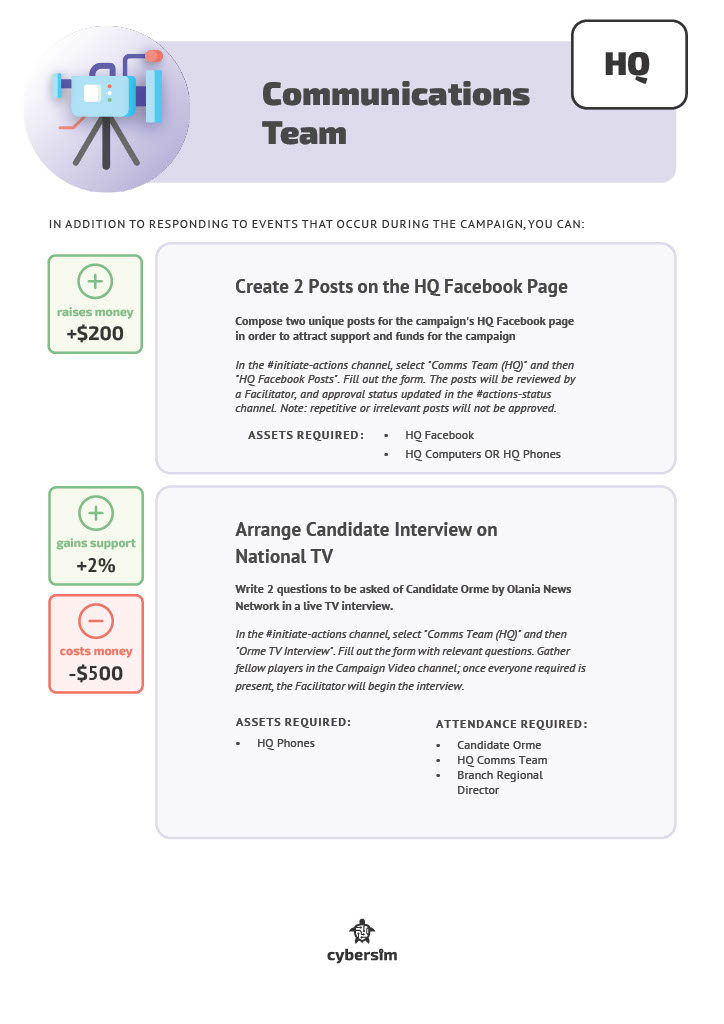 HQ
Communications
Team
IN ADDITION TO RESPONDING TO EVENTS THAT OCCUR DURING THE CAMPAIGN, YOU CAN:
raises money
+$200
Create 2 Posts on the HQ Facebook Page
Compose two unique posts for the campaign's HQ Facebook page
in order to attract support and funds for the campaign
In the #initiate-actions channel, select "Comms Team (HQ)" and then
"HQ Facebook Posts". Fill out the form. The posts will be reviewed by
a Facilitator, and approval status updated in the #actions-status
channel. Note: repetitive or irrelevant posts will not be approved.
ASSETS REQUIRED:
• HQ Facebook
• HQ Computers OR HQ Phones
gains support
+2%
costs money
-$500
Arrange Candidate Interview on
National TV
Write 2 questions to be asked of Candidate Orme by Olania News
Network in a live TV interview.
In the #initiate-actions channel, select "Comms Team (HQ)" and then
"Orme TV Interview". Fill out the form with relevant questions. Gather
fellow players in the Campaign Video channel; once everyone required is
present, the Facilitator will begin the interview.
ASSETS REQUIRED:
• HQ Phones
ATTENDANCE REQUIRED:
• Candidate Orme
• HQ Comms Team
• Branch Regional
Director
cybersim